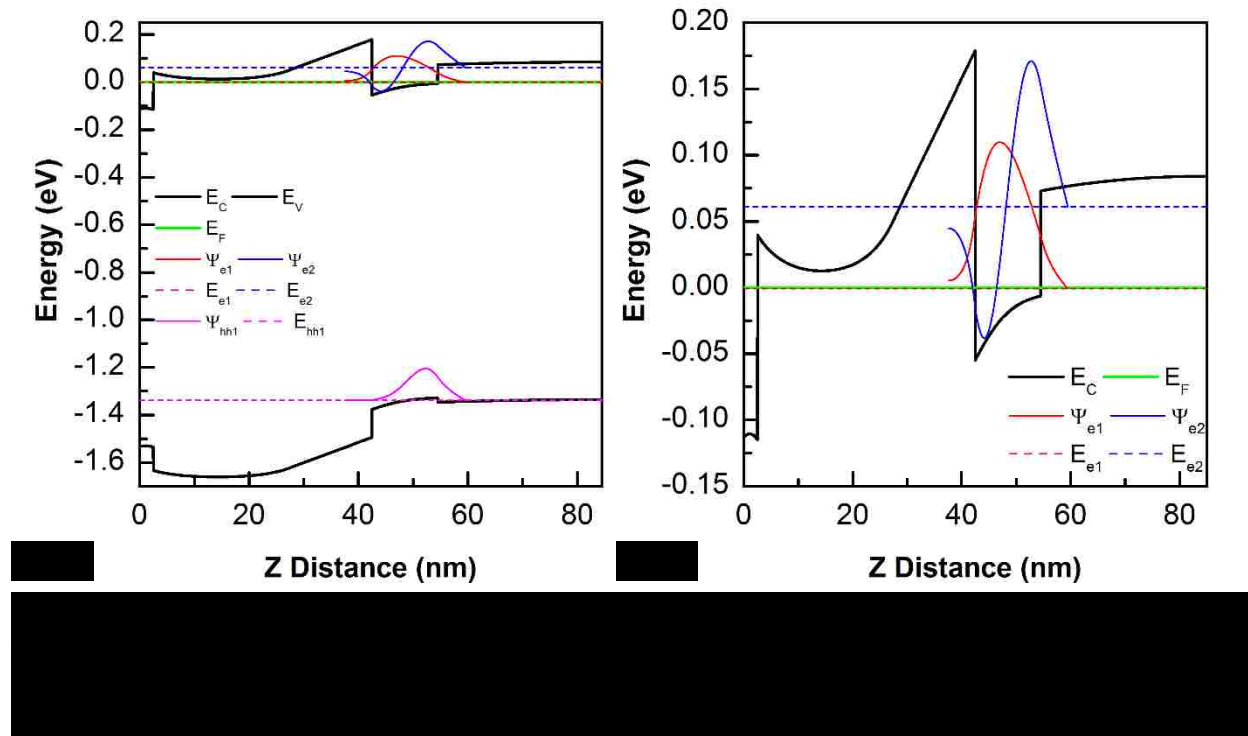 0.2
0.0
-0.2
-0.4
-0.6
-0.8
-1.0
-1.2
-1.4
-1.6
Energy (eV)
E_C E_V
E_F
Ψ_e1 Ψ_e2
E_e1 E_e2
Ψ_hh1 E_hh1
0 20 40 60 80
Z Distance (nm)
0.20
0.15
0.10
0.05
0.00
-0.05
-0.10
-0.15
Energy (eV)
E_C E_F
Ψ_e1 Ψ_e2
E_e1 E_e2
0 20 40 60 80
Z Distance (nm)